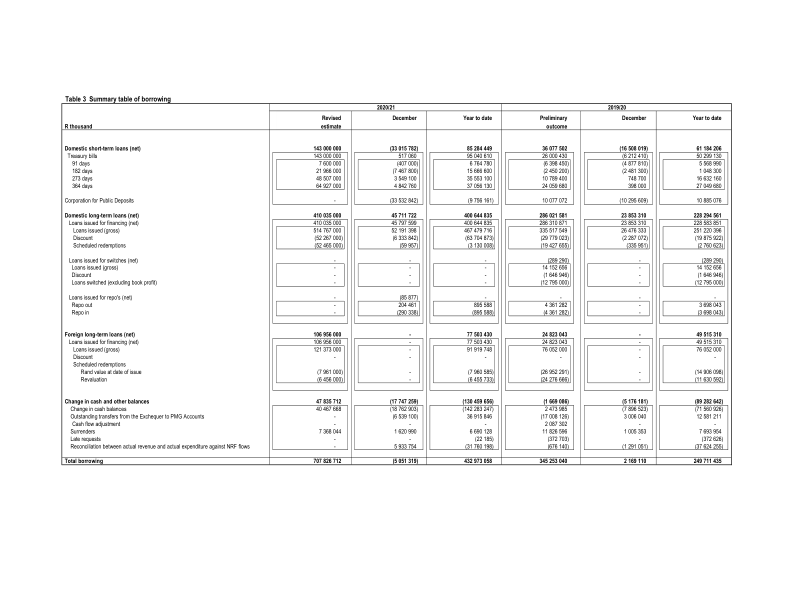 Table 3 Summary table of borrowing
2020/21 2019/20
Revised December Year to date Preliminary December Year to date
R thousand estimate outcome
Domestic short-term loans (net) 143 000 000 (33 015 782) 85 284 449 36 077 502 (16 508 019) 61 184 206
Treasury bills 143 000 000 517 060 95 040 610 26 000 430 (6 212 410) 50 299 130
91 days 7 600 000 (407 000) 6 764 780 (6 398 450) (4 877 810) 5 568 990
182 days 21 966 000 (7 467 800) 15 666 600 (2 450 200) (2 481 300) 1 048 300
273 days 48 507 000 3 549 100 35 553 100 10 789 400 748 700 16 632 160
364 days 64 927 000 4 842 760 37 056 130 24 059 680 398 000 27 049 680
Corporation for Public Deposits - (33 532 842) (9 756 161) 10 077 072 (10 295 609) 10 885 076
Domestic long-term loans (net) 410 035 000 45 711 722 400 644 835 286 021 581 23 853 310 228 294 561
Loans issued for financing (net) 410 035 000 45 797 599 400 644 835 286 310 871 23 853 310 228 583 851
Loans issued (gross) 514 767 000 52 191 398 467 479 716 335 517 549 26 476 333 251 220 396
Discount (52 267 000) (6 333 842) (63 704 873) (29 779 023) (2 287 072) (19 875 922)
Scheduled redemptions (52 465 000) (59 957) (3 130 008) (19 427 655) (335 951) (2 760 623)
Loans issued for switches (net) - - - (289 290) - (289 290)
Loans issued (gross) - - - 14 152 656 - 14 152 656
Discount - - - (1 646 946) - (1 646 946)
Loans switched (excluding book profit) - - - (12 795 000) - (12 795 000)
Loans issued for repo's (net) - (85 877) - - - -
Repo out - 204 461 895 588 4 361 282 - 3 698 043
Repo in - (290 338) (895 588) (4 361 282) - (3 698 043)
Foreign long-term loans (net) 106 956 000 - 77 503 430 24 823 043 - 49 515 310
Loans issued for financing (net) 106 956 000 - 77 503 430 24 823 043 - 49 515 310
Loans issued (gross) 121 373 000 - 91 919 748 76 052 000 - 76 052 000
Discount - - - - - -
Scheduled redemptions
Rand value at date of issue (7 961 000) - (7 960 585) (26 952 291) - (14 906 098)
Revaluation (6 456 000) - (6 455 733) (24 276 666) - (11 630 592)
Change in cash and other balances 47 835 712 (17 747 259) (130 459 656) (1 669 086) (5 176 181) (89 282 642)
Change in cash balances 40 467 668 (18 762 903) (142 283 247) 2 473 985 (7 896 523) (71 560 926)
Outstanding transfers from the Exchequer to PMG Accounts - (6 539 100) 36 915 846 (17 008 126) 3 006 040 12 581 211
Cash flow adjustment - - - 2 087 302 - -
Surrenders 7 368 044 1 620 990 6 690 128 11 826 596 1 005 353 7 693 954
Late requests - - (22 185) (372 703) - (372 626)
Reconciliation between actual revenue and actual expenditure against NRF flows - 5 933 754 (31 760 198) (676 140) (1 291 051) (37 624 255)
Total borrowing 707 826 712 (5 051 319) 432 973 058 345 253 040 2 169 110 249 711 435